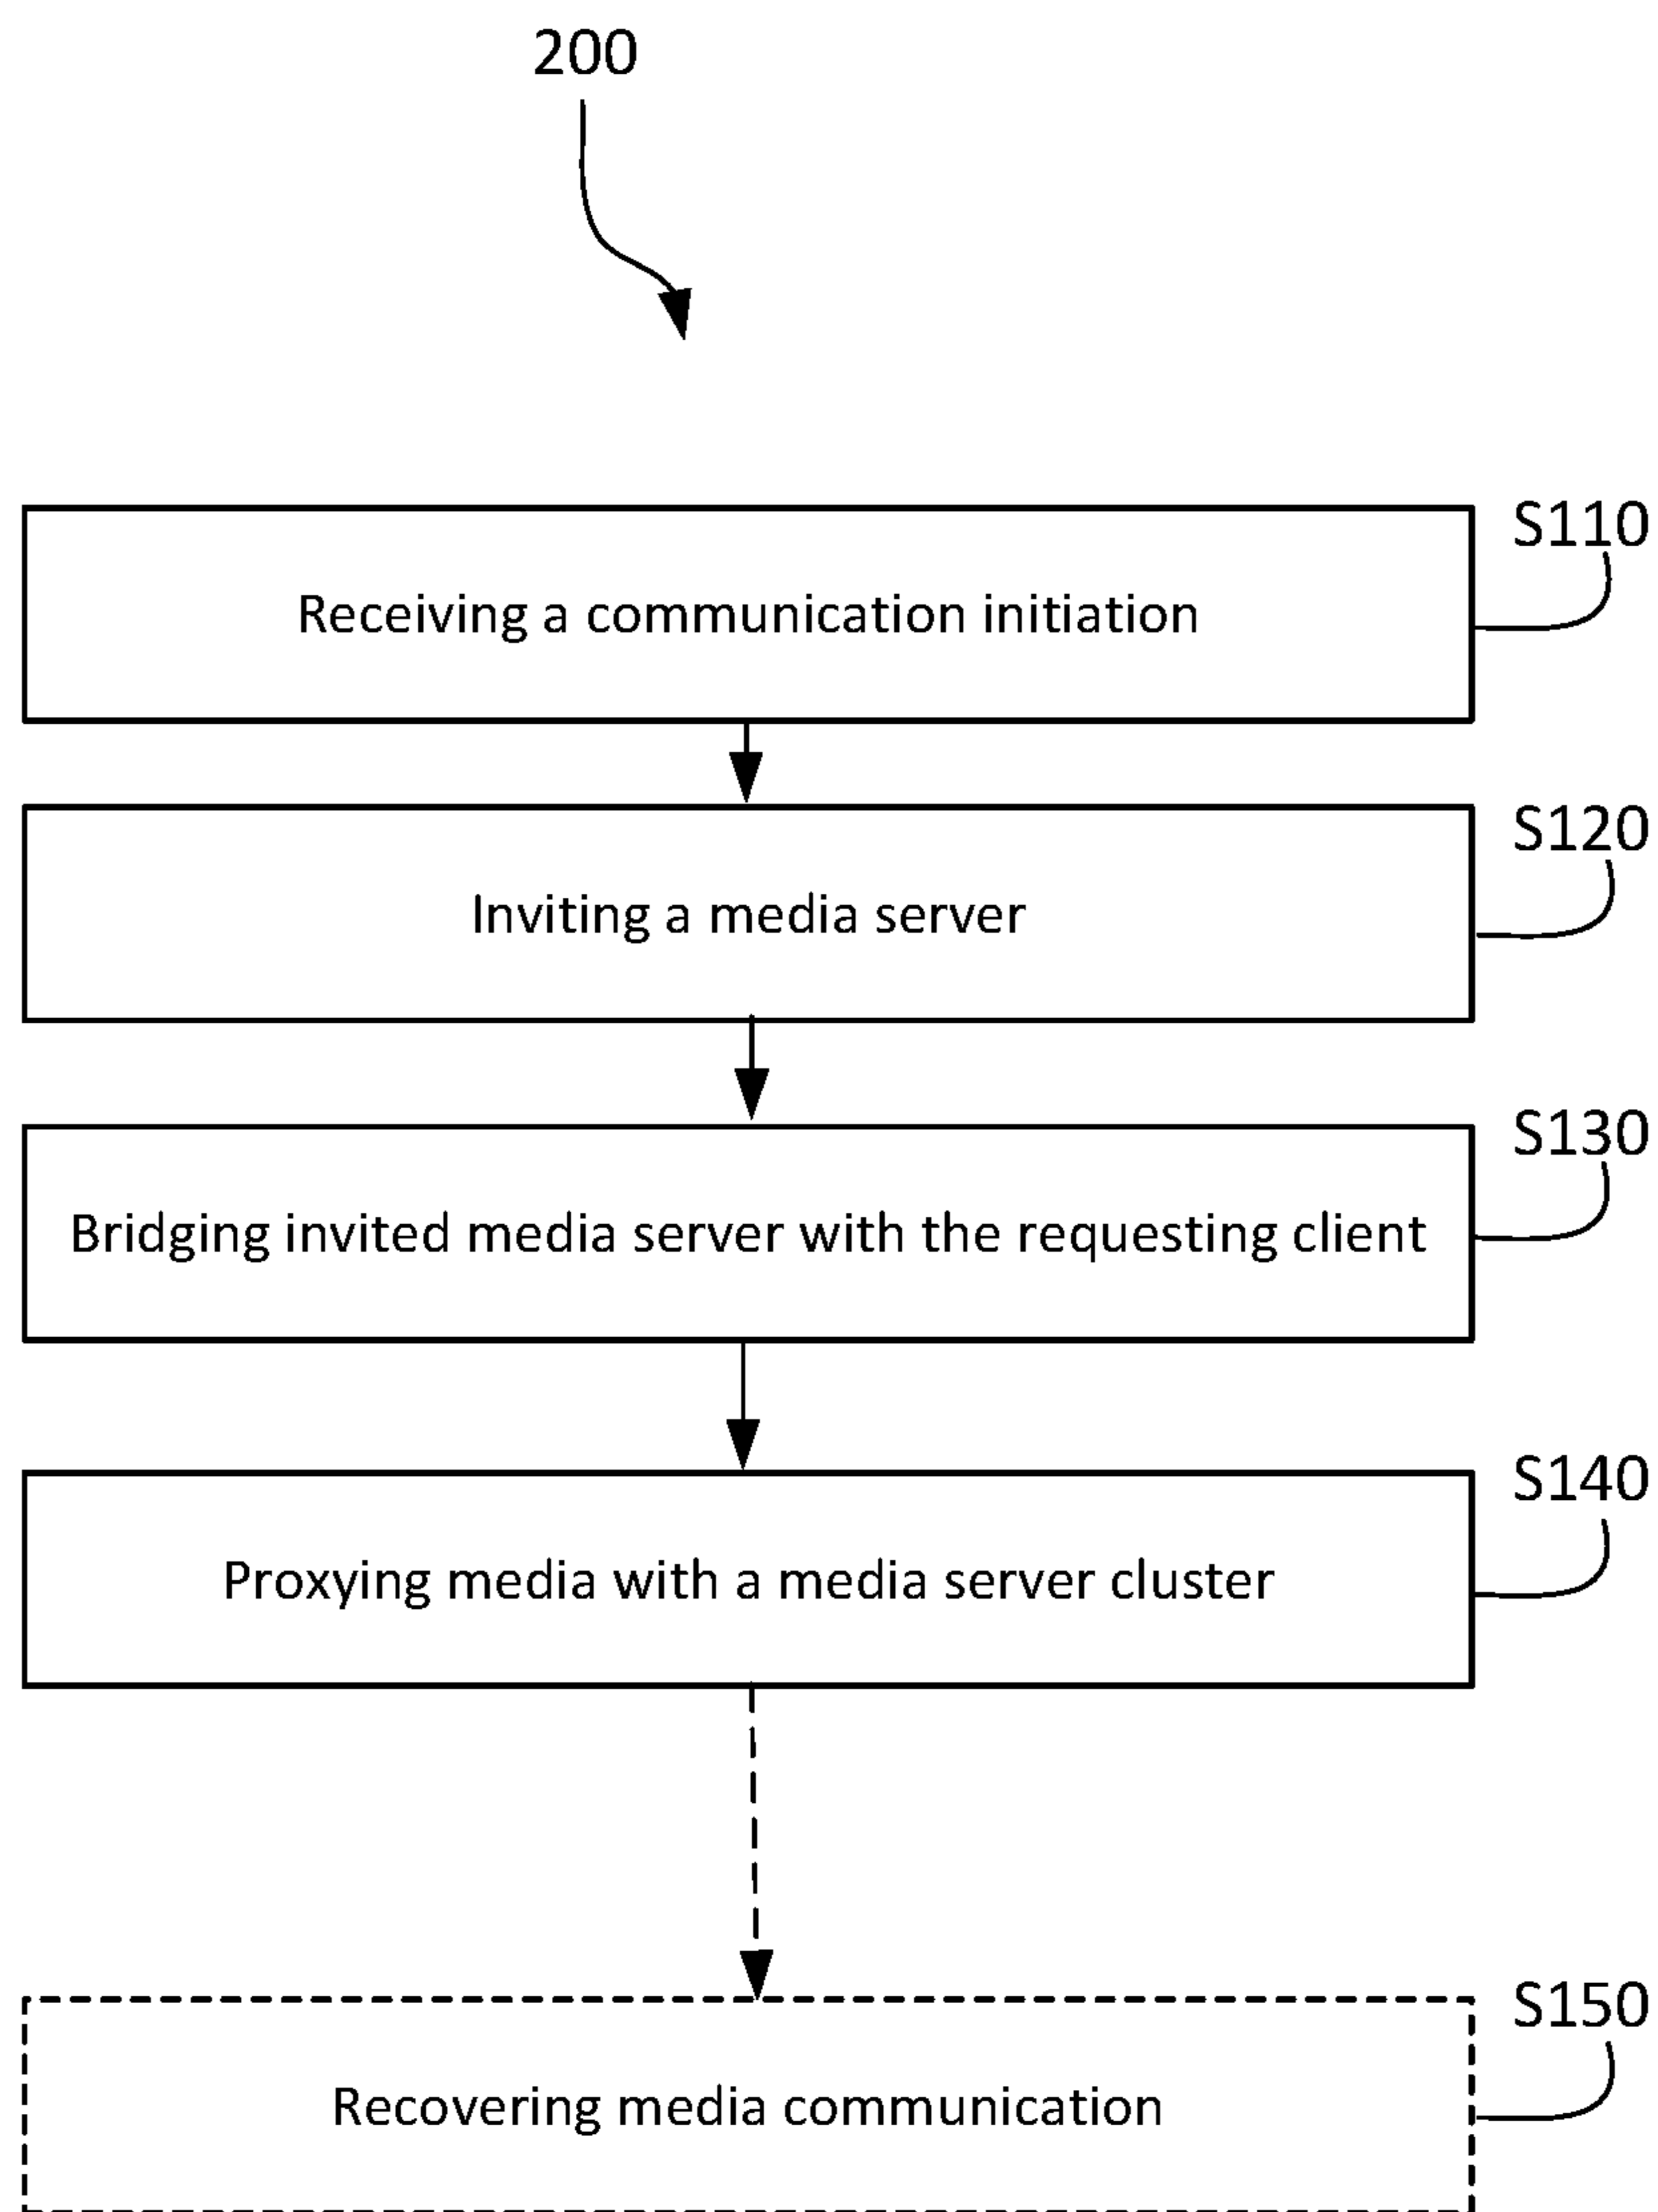 200
S110
Receiving a communication initiation
S120
Inviting a media server
S130
Bridging invited media server with the requesting client
S140
Proxying media with a media server cluster
S150
Recovering media communication